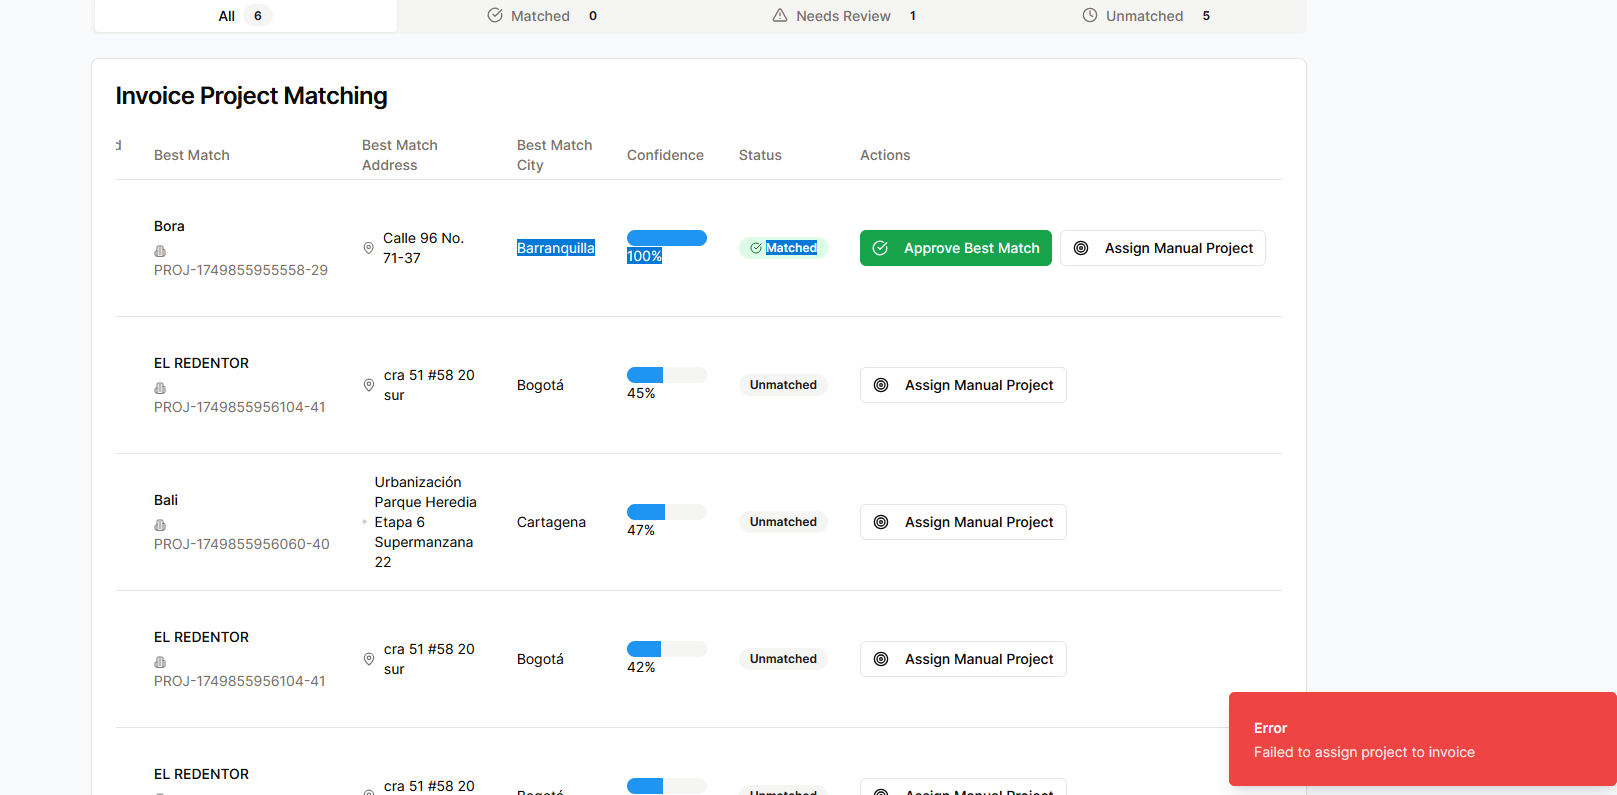 All 6 Matched 0 Needs Review 1 Unmatched 5
Invoice Project Matching
d Best Match Best Match Address Best Match City Confidence Status Actions
Bora
PROJ-1749855955558-29
Calle 96 No.
71-37
Barranquilla
100%
Matched
Approve Best Match
Assign Manual Project
EL REDENTOR
PROJ-1749855956104-41
cra 51 #58 20
sur
Bogotá
45%
Unmatched
Assign Manual Project
Bali
PROJ-1749855956060-40
Urbanización
Parque Heredia
Etapa 6
Supermanzana
22
Cartagena
47%
Unmatched
Assign Manual Project
EL REDENTOR
PROJ-1749855956104-41
cra 51 #58 20
sur
Bogotá
42%
Unmatched
Assign Manual Project
EL REDENTOR
cra 51 #58 20
Bogotá
Unmatched
Assign Manual Project
Error
Failed to assign project to invoice